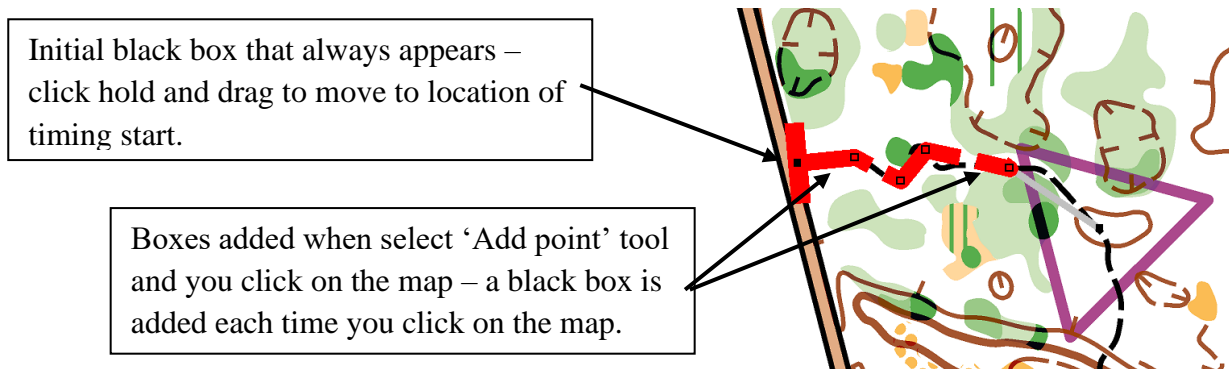 Initial black box that always appears –
click hold and drag to move to location of
timing start.
Boxes added when select ‘Add point’ tool
and you click on the map – a black box is
added each time you click on the map.